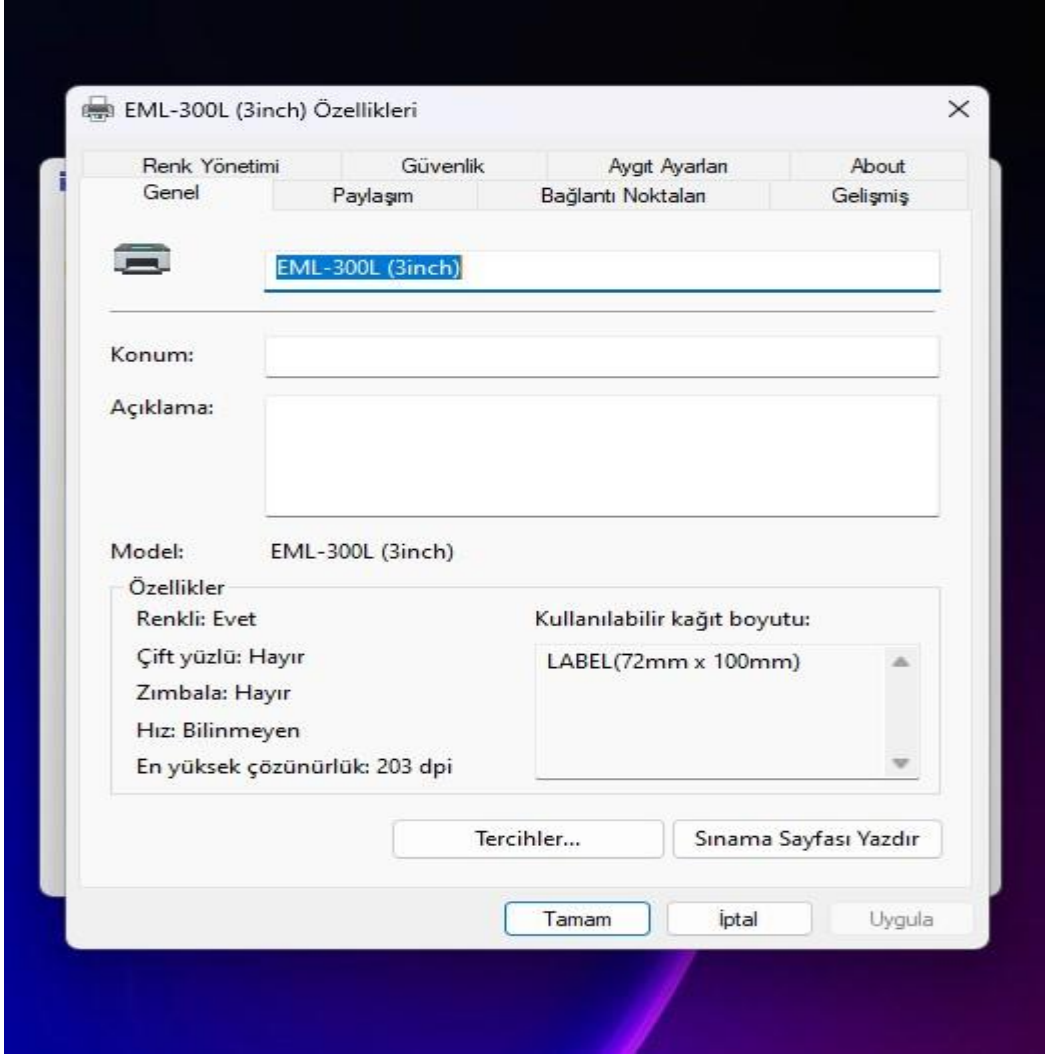 EML-300L (3inch) Özellikleri
Renk Yönetimi Güvenlik Aygıt Ayarları About
Genel Paylaşım Bağlantı Noktaları Gelişmiş
EML-300L (3inch)
Konum:
Açıklama:
Model: EML-300L (3inch)
Özellikler
Renkli: Evet Kullanılabilir kağıt boyutu:
Çift yüzlü: Hayır LABEL(72mm x 100mm)
Zımbala: Hayır
Hız: Bilinmeyen
En yüksek çözünürlük: 203 dpi
Tercihler... Sınama Sayfası Yazdır
Tamam İptal Uygula